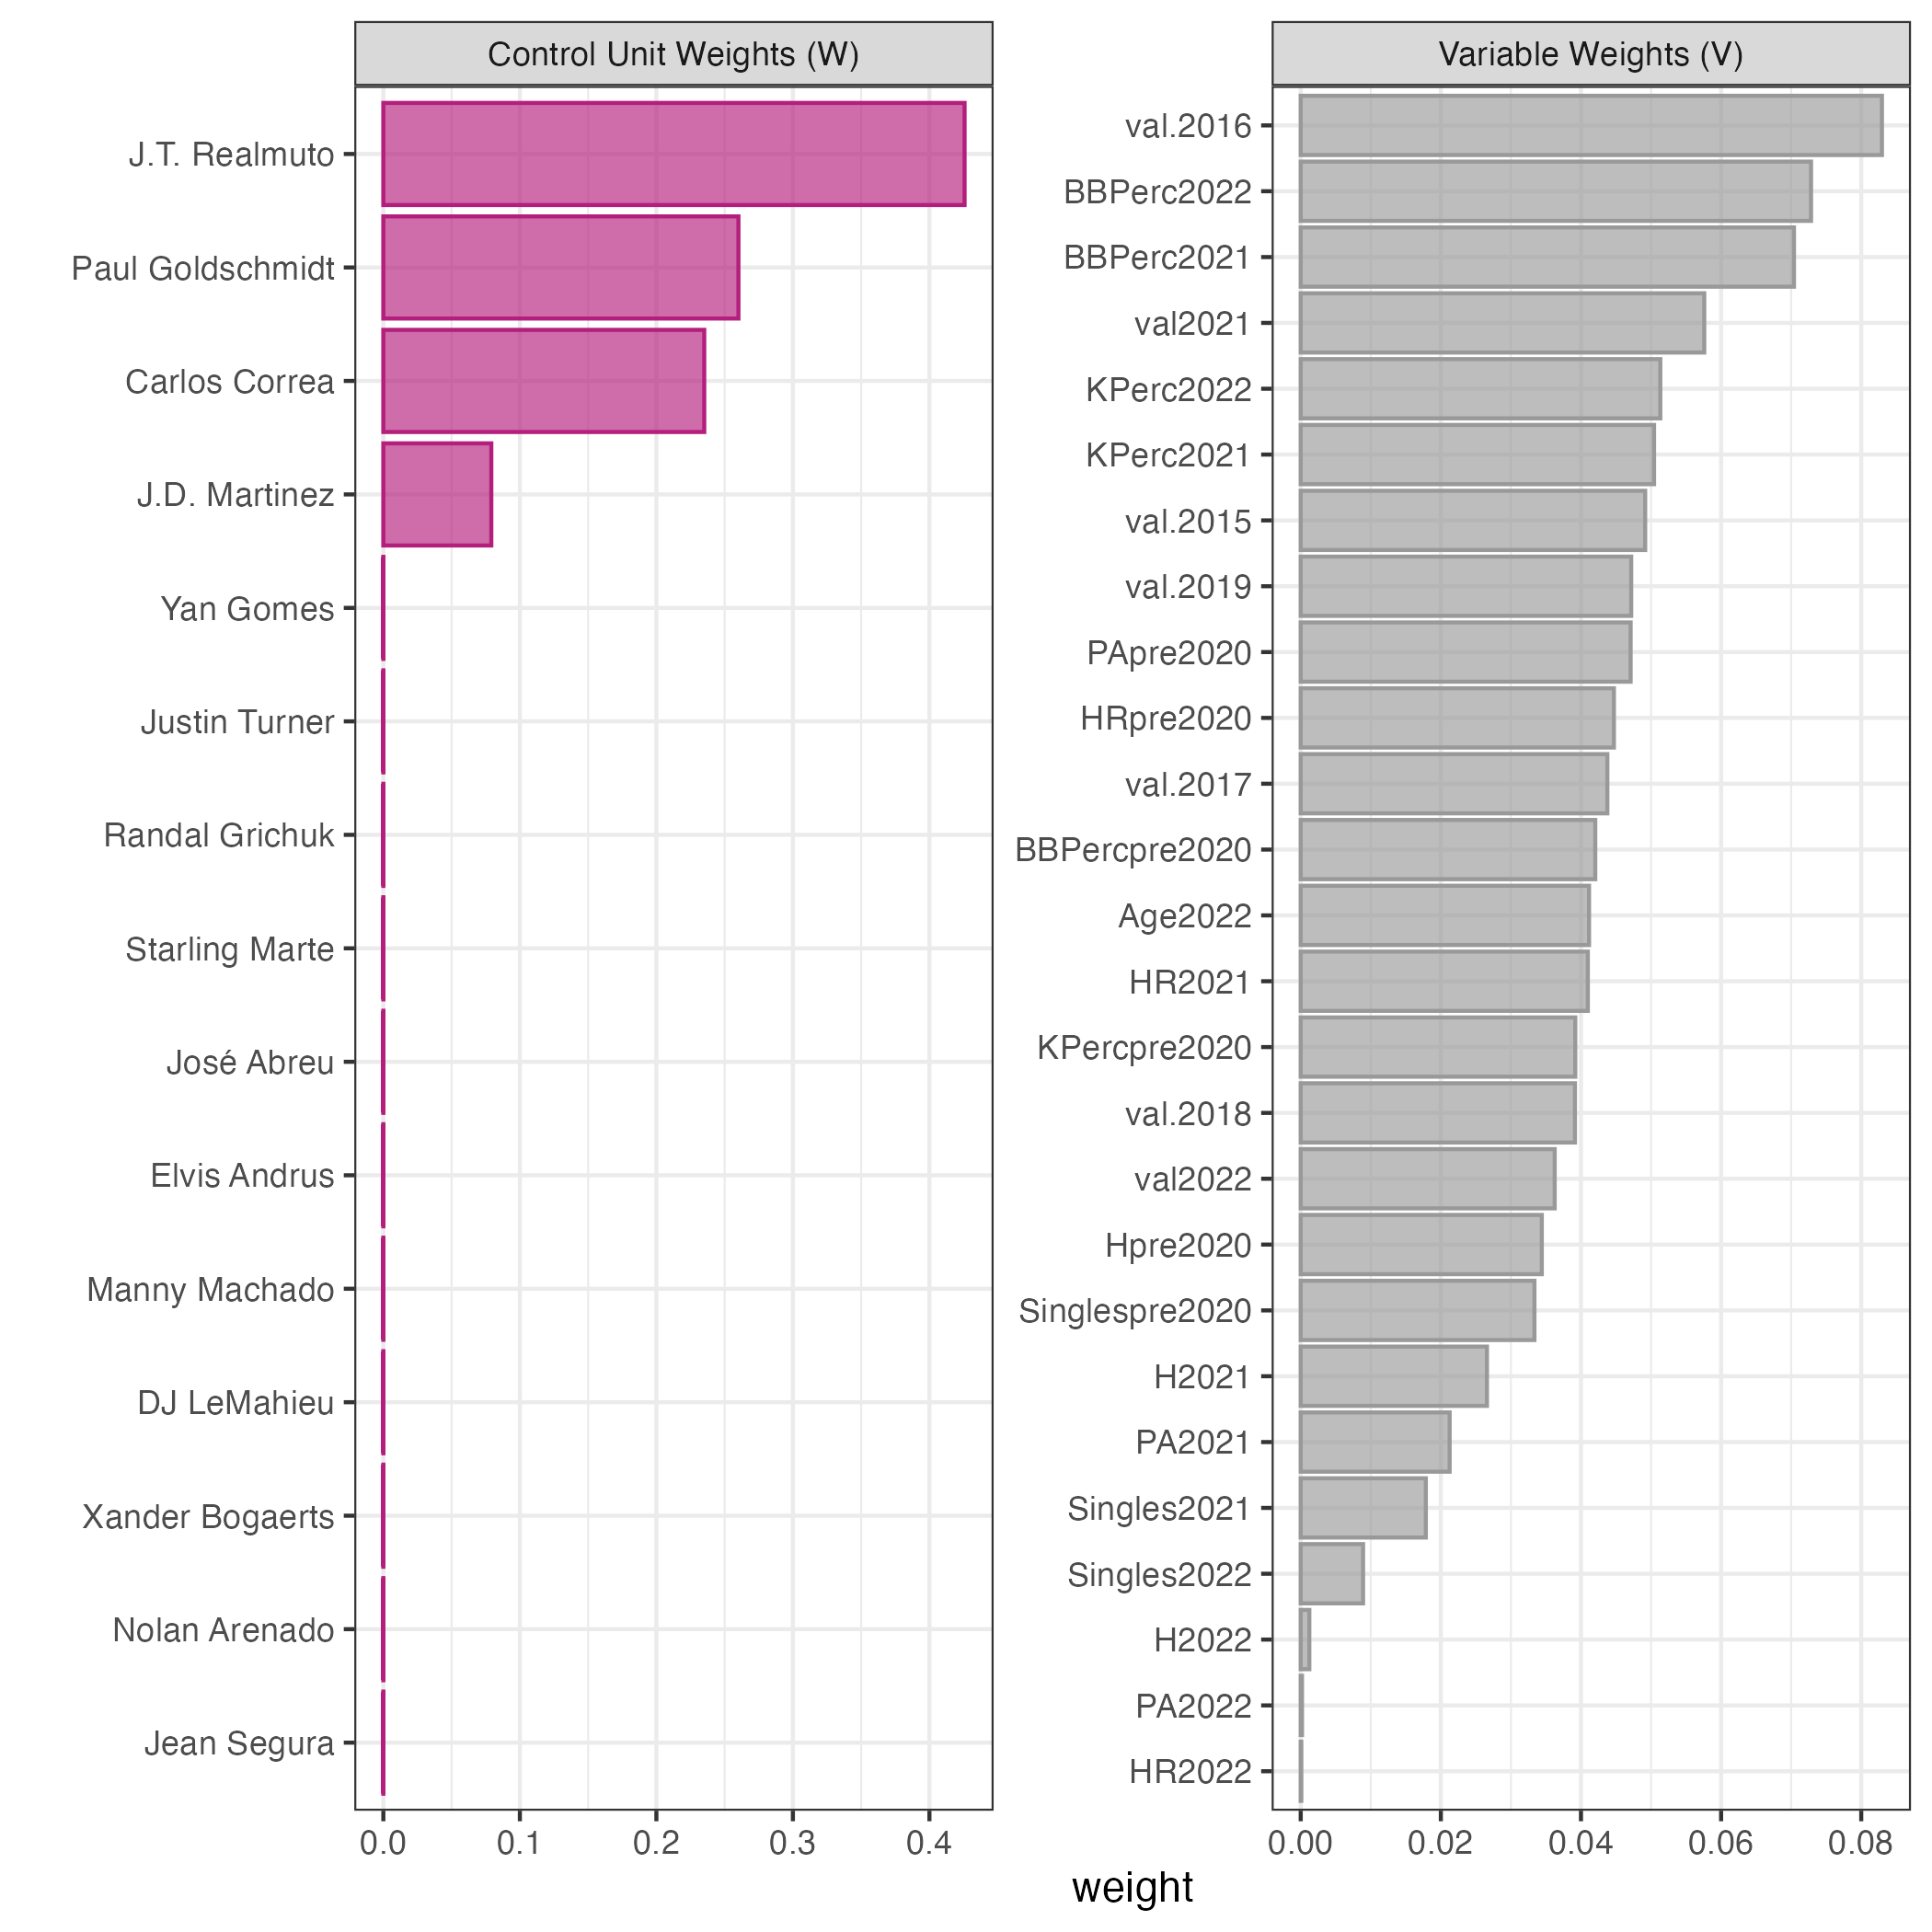 Control Unit Weights (W)
J.T. Realmuto
Paul Goldschmidt
Carlos Correa
J.D. Martinez
Yan Gomes
Justin Turner
Randal Grichuk
Starling Marte
José Abreu
Elvis Andrus
Manny Machado
DJ LeMahieu
Xander Bogaerts
Nolan Arenado
Jean Segura
0.0 0.1 0.2 0.3 0.4
Variable Weights (V)
val.2016
BBPerc2022
BBPerc2021
val2021
KPerc2022
KPerc2021
val.2015
val.2019
PApre2020
HRpre2020
val.2017
BBPercpre2020
Age2022
HR2021
KPercpre2020
val.2018
val2022
Hpre2020
Singlespre2020
H2021
PA2021
Singles2021
Singles2022
H2022
PA2022
HR2022
0.00 0.02 0.04 0.06 0.08
weight